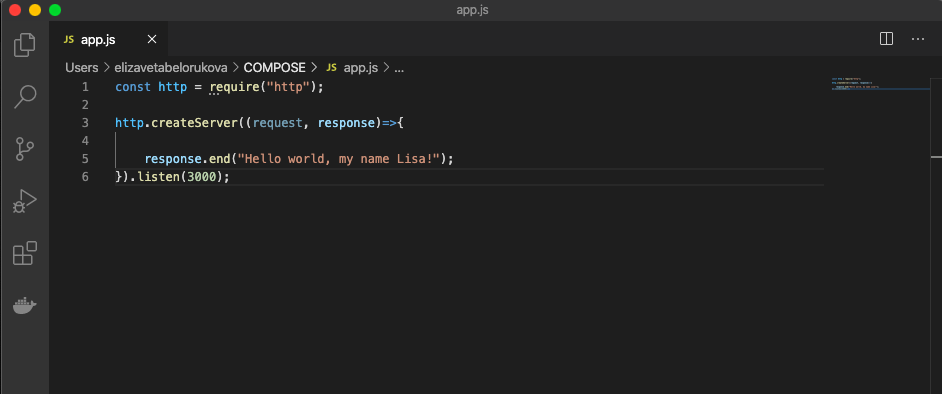 app.js
JS app.js
Users > elizavetabelorukova > COMPOSE > JS app.js > ...
1 const http = require("http");
2
3 http.createServer((request, response)=>{
4
5 response.end("Hello world, my name Lisa!");
6 }).listen(3000);